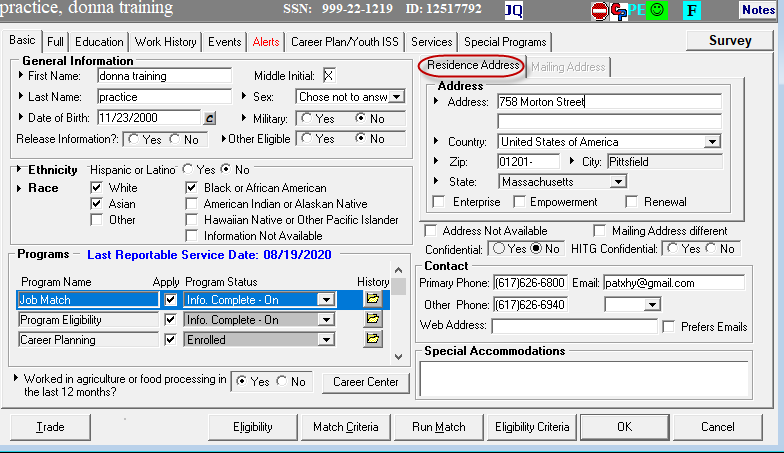 practice, donna training SSN: 999-22-1219 ID: 12517792 JQ CP PE F Notes
Basic Full Education Work History Events Alerts Career Plan/Youth ISS Services Special Programs Survey
General Information
First Name: donna training Middle Initial: X
Last Name: practice Sex: Chose not to answ
Date of Birth: 11/23/2000 Military: Yes No
Release Information?: Yes No Other Eligible Yes No
Ethnicity Hispanic or Latino Yes No
Race White Black or African American
Asian American Indian or Alaskan Native
Other Hawaiian Native or Other Pacific Islander
Information Not Available
Programs Last Reportable Service Date: 08/19/2020
Program Name Apply Program Status History
Job Match Info. Complete - On
Program Eligibility Info. Complete - On
Career Planning Enrolled
Worked in agriculture or food processing in
the last 12 months? Yes No Career Center
Residence Address Mailing Address
Address
Address: 758 Morton Street
Country: United States of America
Zip: 01201- City: Pittsfield
State: Massachusetts
Enterprise Empowerment Renewal
Address Not Available Mailing Address different
Confidential: Yes No HITG Confidential: Yes No
Contact
Primary Phone: (617)626-6800 Email: patxhy@gmail.com
Other Phone: (617)626-6940
Web Address: Prefers Emails
Special Accommodations
Trade Eligibility Match Criteria Run Match Eligibility Criteria OK Cancel